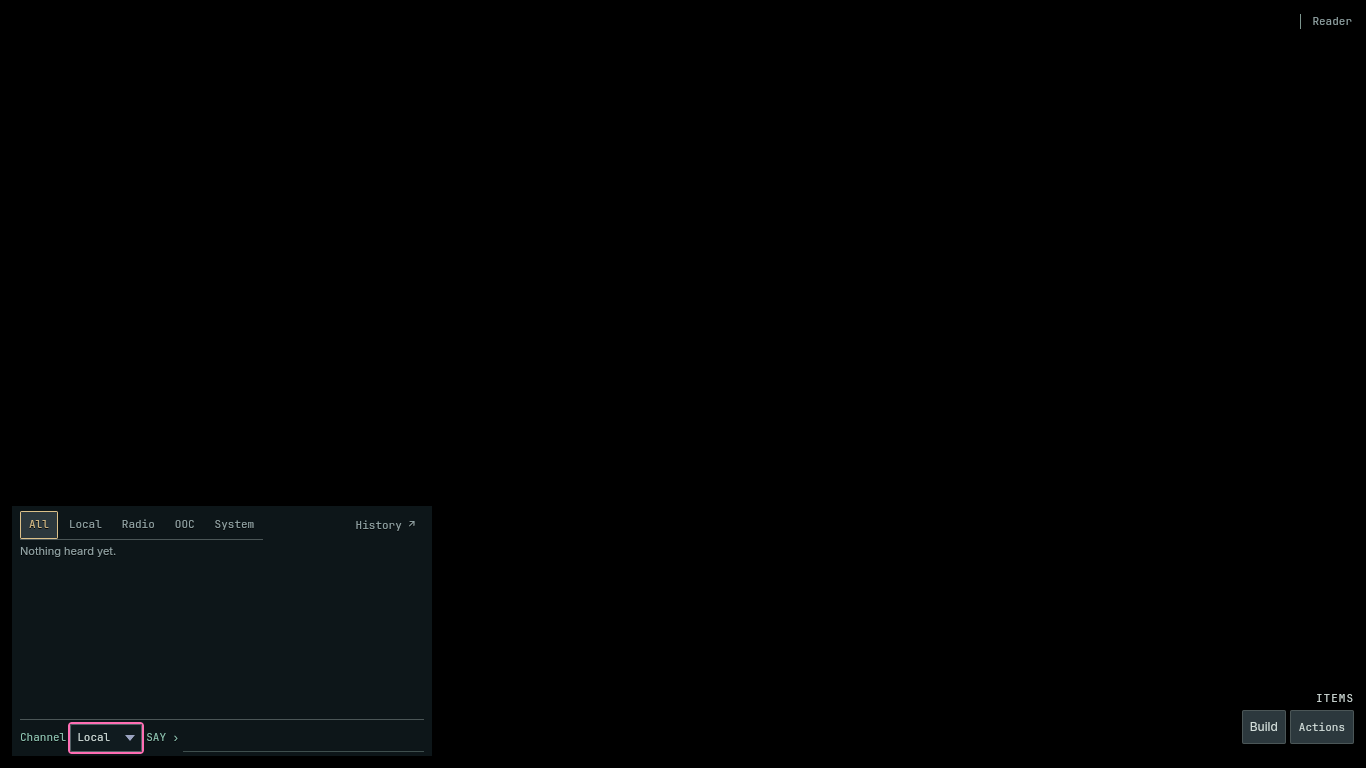 Reader
All Local Radio OOC System History ↗
Nothing heard yet.
Channel Local SAY ›
ITEMS
Build Actions